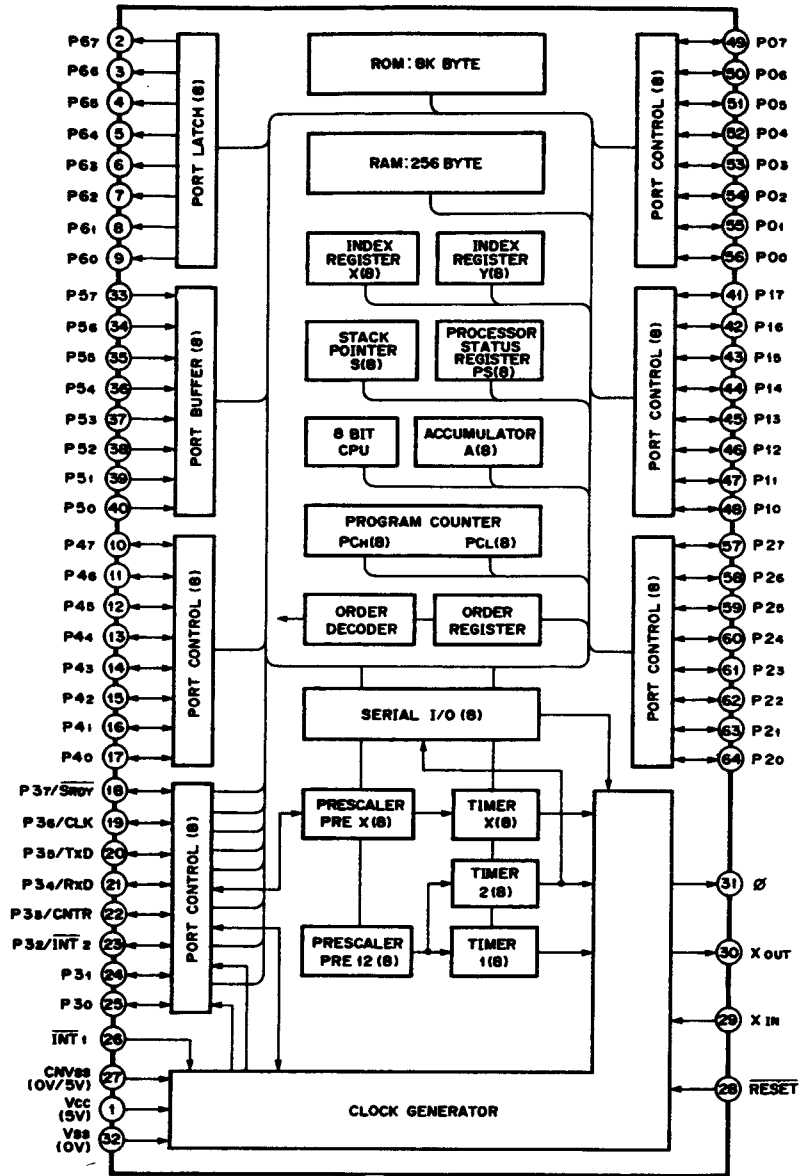 P67 2
P66 3
P65 4
P64 5
P63 6
P62 7
P61 8
P60 9
PORT LATCH (8)
P57 33
P56 34
P55 35
P54 36
P53 37
P52 38
P51 39
P50 40
PORT BUFFER (8)
P47 10
P46 11
P45 12
P44 13
P43 14
P42 15
P41 16
P40 17
PORT CONTROL (8)
P37/SRDY 18
P36/CLK 19
P35/TxD 20
P34/RxD 21
P33/CNTR 22
P32/INT 2 23
P31 24
P30 25
PORT CONTROL (8)
INT 1 26
CNVss 27
(0V/5V)
Vcc 1
(5V)
Vss 32
(0V)
ROM: 8K BYTE
RAM: 256 BYTE
INDEX
REGISTER
X(8)
INDEX
REGISTER
Y(8)
STACK
POINTER
S(8)
PROCESSOR
STATUS
REGISTER
PS(8)
8 BIT
CPU
ACCUMULATOR
A(8)
PROGRAM COUNTER
PCH(8) PCL(8)
ORDER
DECODER
ORDER
REGISTER
SERIAL I/O (8)
PRESCALER
PRE X(8)
TIMER
X(8)
TIMER
2(8)
PRESCALER
PRE 12(8)
TIMER
1(8)
CLOCK GENERATOR
PORT CONTROL (8)
49 P07
50 P06
51 P05
52 P04
53 P03
54 P02
55 P01
56 P00
PORT CONTROL (8)
41 P17
42 P16
43 P15
44 P14
45 P13
46 P12
47 P11
48 P10
PORT CONTROL (8)
57 P27
58 P26
59 P25
60 P24
61 P23
62 P22
63 P21
64 P20
31 Ø
30 X OUT
29 X IN
28 RESET